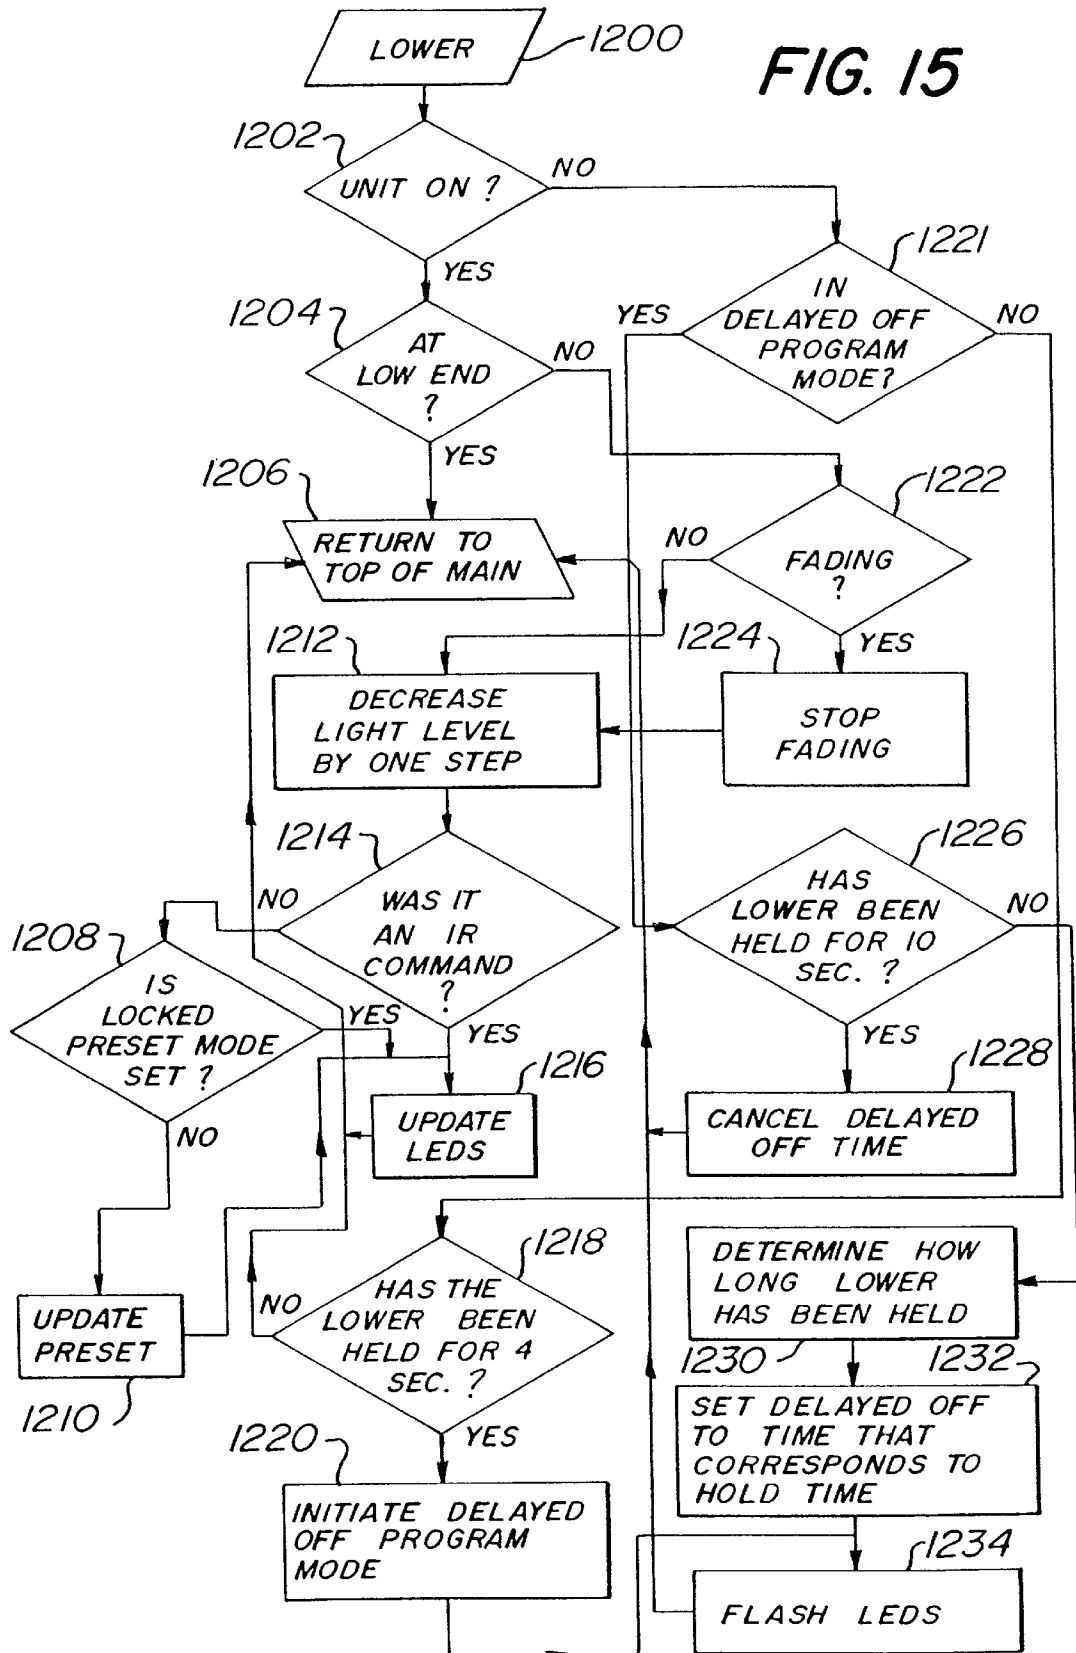 LOWER
1200
FIG. 15
1202
UNIT ON ?
NO
YES
1221
IN
DELAYED OFF
PROGRAM
MODE?
YES
NO
1204
AT
LOW END
?
NO
YES
1206
RETURN TO
TOP OF MAIN
1222
FADING
?
NO
YES
1212
DECREASE
LIGHT LEVEL
BY ONE STEP
1224
STOP
FADING
1214
WAS IT
AN IR
COMMAND
?
NO
YES
1226
HAS
LOWER BEEN
HELD FOR 10
SEC. ?
NO
YES
1208
IS
LOCKED
PRESET MODE
SET ?
YES
NO
1216
UPDATE
LEDS
1228
CANCEL DELAYED
OFF TIME
1218
HAS THE
LOWER BEEN
HELD FOR 4
SEC. ?
NO
YES
DETERMINE HOW
LONG LOWER
HAS BEEN HELD
1230
UPDATE
PRESET
1210
1232
SET DELAYED OFF
TO TIME THAT
CORRESPONDS TO
HOLD TIME
1220
INITIATE DELAYED
OFF PROGRAM
MODE
1234
FLASH LEDS